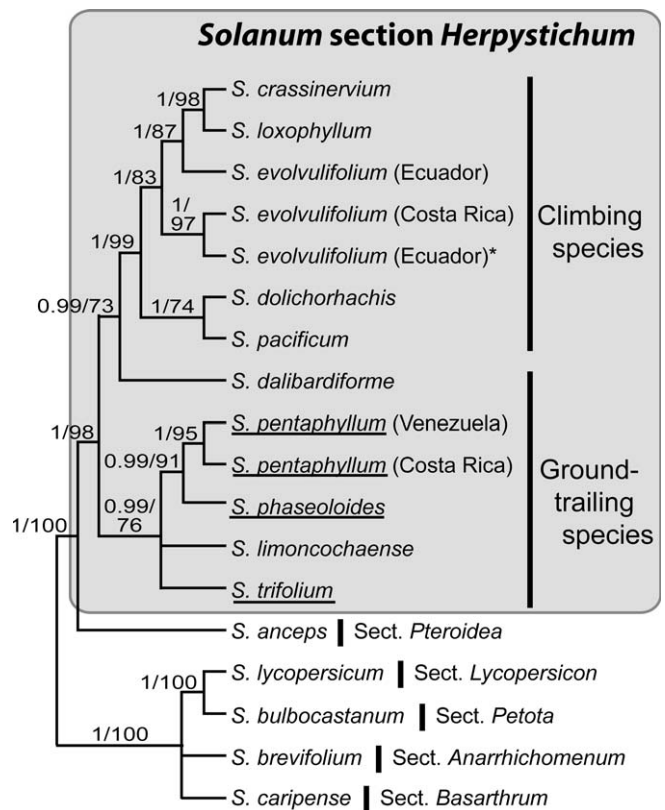 Solanum section Herpystichum
S. crassinervium
1/98
S. loxophyllum
1/87
S. evolvulifolium (Ecuador)
1/83
S. evolvulifolium (Costa Rica)
1/
97
Climbing
species
1/99
S. evolvulifolium (Ecuador)*
S. dolichorhachis
0.99/73
1/74
S. pacificum
S. dalibardiforme
S. pentaphyllum (Venezuela)
1/98
1/95
S. pentaphyllum (Costa Rica)
0.99/91
Ground-
trailing
species
S. phaseoloides
0.99/
76
1/100
S. limoncochaense
S. trifolium
S. anceps Sect. Pteroidea
S. lycopersicum Sect. Lycopersicon
1/100
S. bulbocastanum Sect. Petota
1/100
S. brevifolium Sect. Anarrhichomenum
S. caripense Sect. Basarthrum